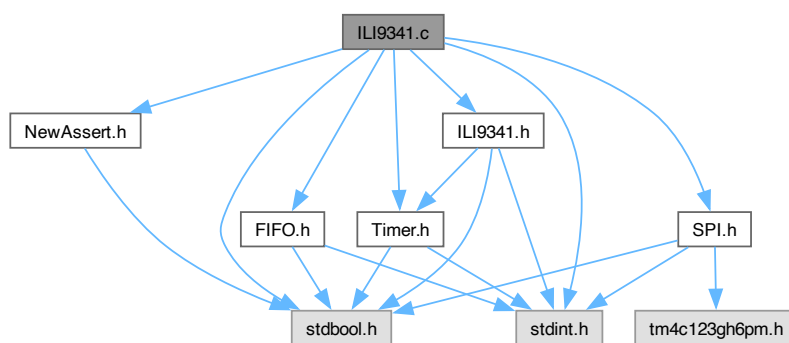 ILI9341.c
NewAssert.h
ILI9341.h
FIFO.h
Timer.h
SPI.h
stdbool.h
stdint.h
tm4c123gh6pm.h